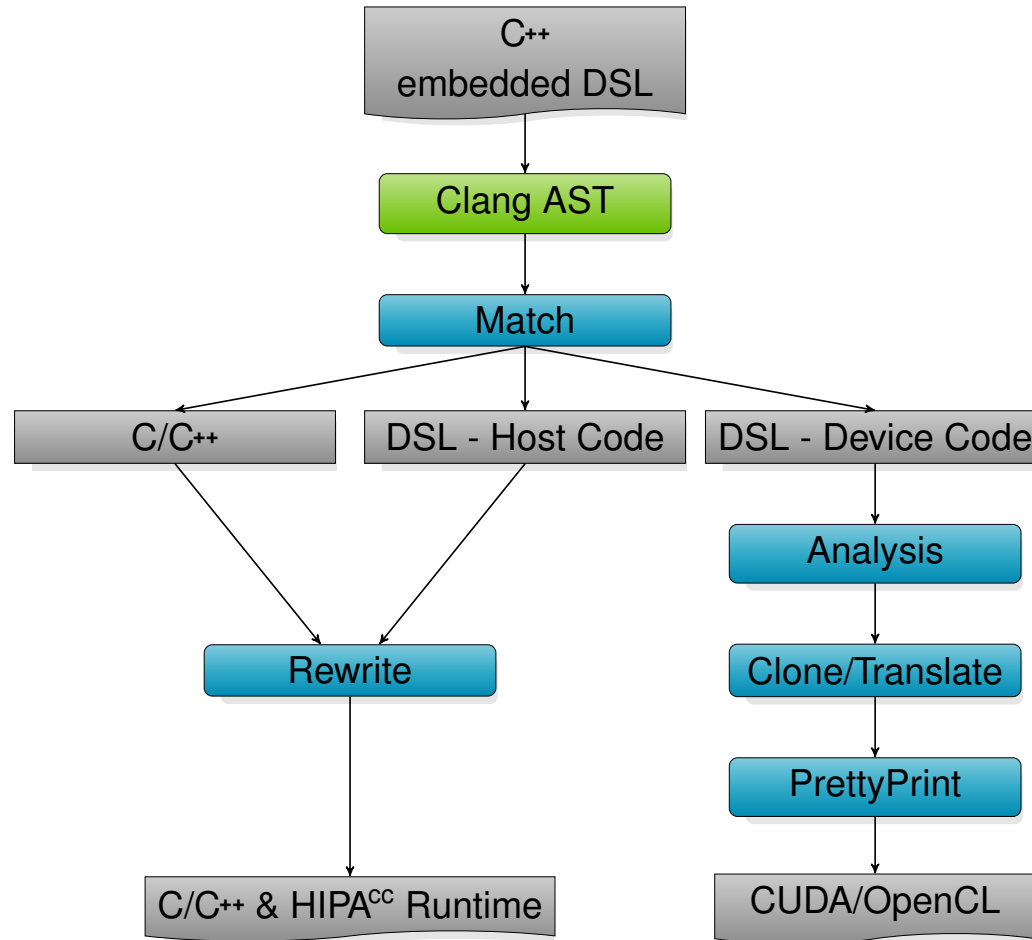 C++
embedded DSL
Clang AST
Match
C/C++
DSL - Host Code
DSL - Device Code
Analysis
Rewrite
Clone/Translate
PrettyPrint
C/C++ & HIPAcc Runtime
CUDA/OpenCL